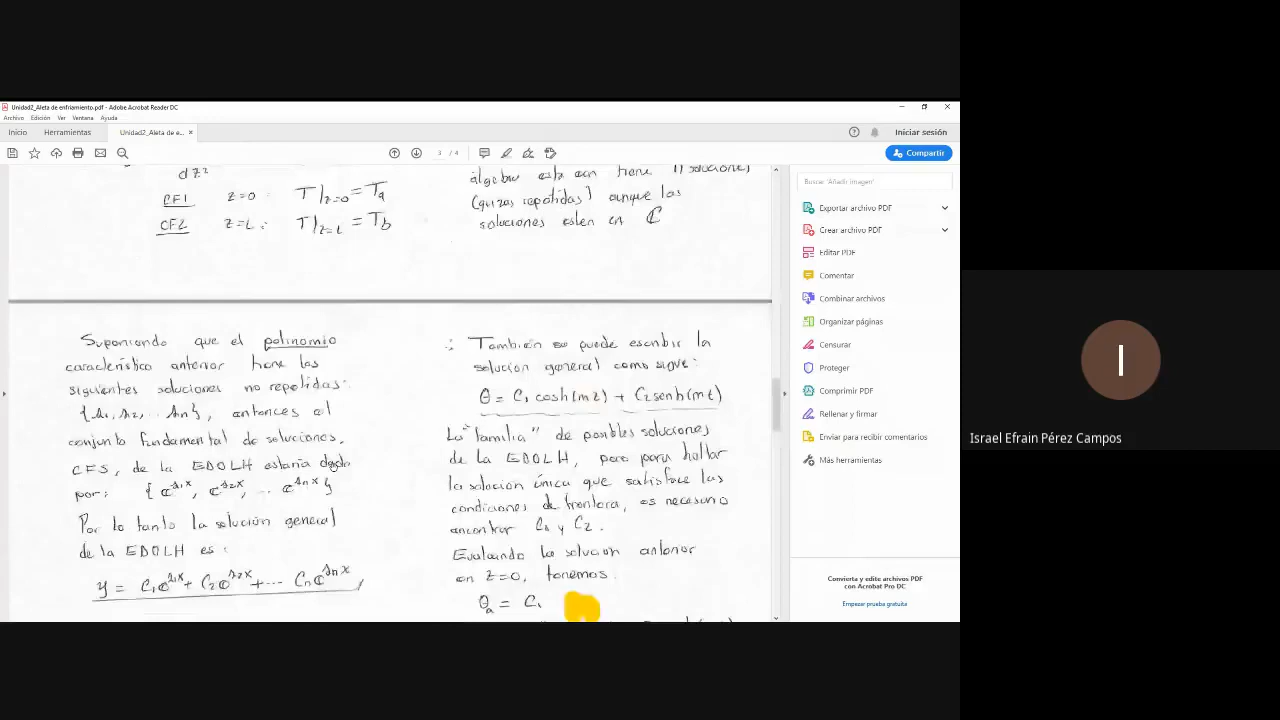 Unidad2_Aleta de enfriamiento.pdf - Adobe Acrobat Reader DC
Archivo Edición Ver Ventana Ayuda
Inicio Herramientas Unidad2_Aleta de e... × Iniciar sesión
3 / 4 Compartir
dz²
CF1 z=0 T|z=0 = Ta
CF2 z=L: T|z=L = Tb
álgebra esta ecn tiene n soluciones
(quizas repetidas) aunque las
soluciones esten en ℂ
Suponiendo que el polinomio
característico anterior tiene las
siguientes soluciones no repetidas:
{λ1, λ2, ... λn}, entonces el
conjunto fundamental de soluciones,
CFS, de la EDOLH estaría dado
por: {e^λ1x, e^λ2x, ... e^λnx}
Por lo tanto la solución general
de la EDOLH es:
y = C1e^λ1x + C2e^λ2x + ... Cne^λnx
∴ También se puede escribir la
solución general como sigue:
θ = C1 cosh(mz) + C2 senh(mz)
La "familia" de posibles soluciones
de la EDOLH, pero para hallar
la solución única que satisface las
condiciones de frontera, es necesario
encontrar C1 y C2.
Evaluando la solución anterior
en z=0, tenemos:
θa = C1
Buscar 'Añadir imagen'
Exportar archivo PDF
Crear archivo PDF
Editar PDF
Comentar
Combinar archivos
Organizar páginas
Censurar
Proteger
Comprimir PDF
Rellenar y firmar
Enviar para recibir comentarios
Más herramientas
Convierta y edite archivos PDF
con Acrobat Pro DC
Empezar prueba gratuita
I
Israel Efrain Pérez Campos